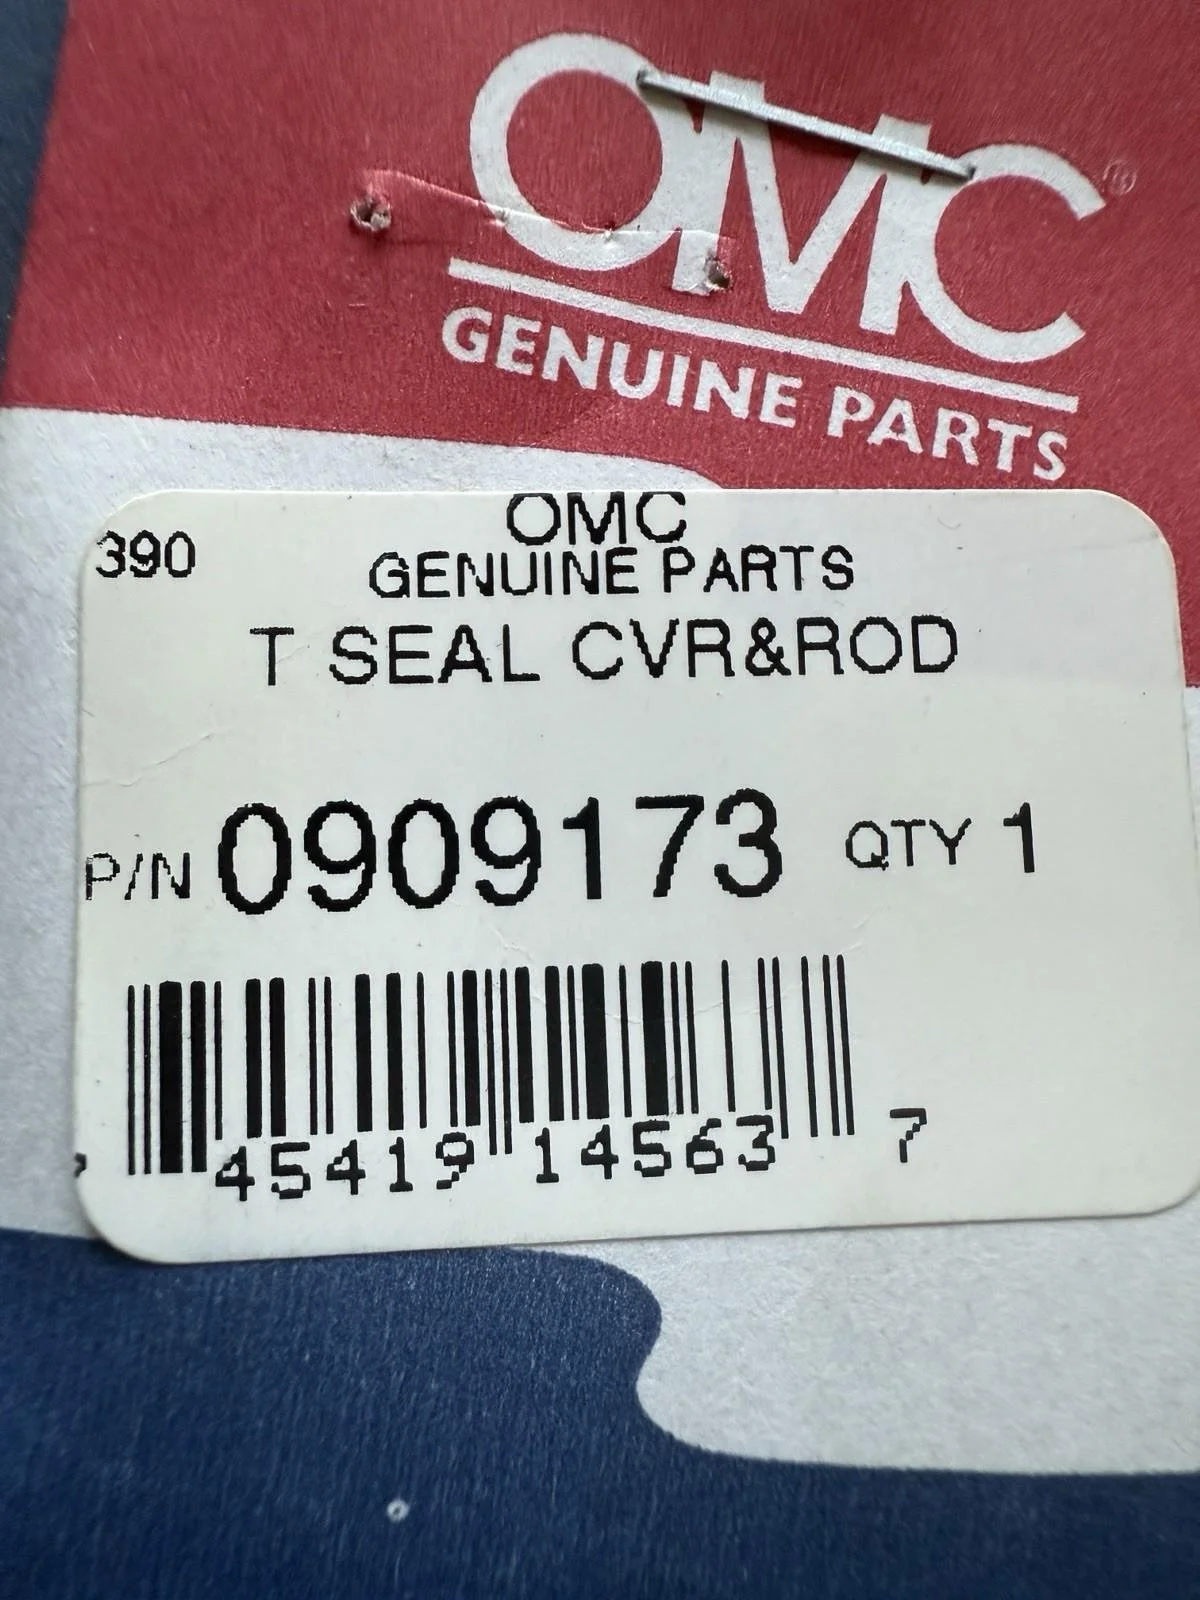 OMC®
GENUINE PARTS
390
OMC
GENUINE PARTS
T SEAL CVR&ROD
P/N 0909173 QTY 1
45419 14563 7